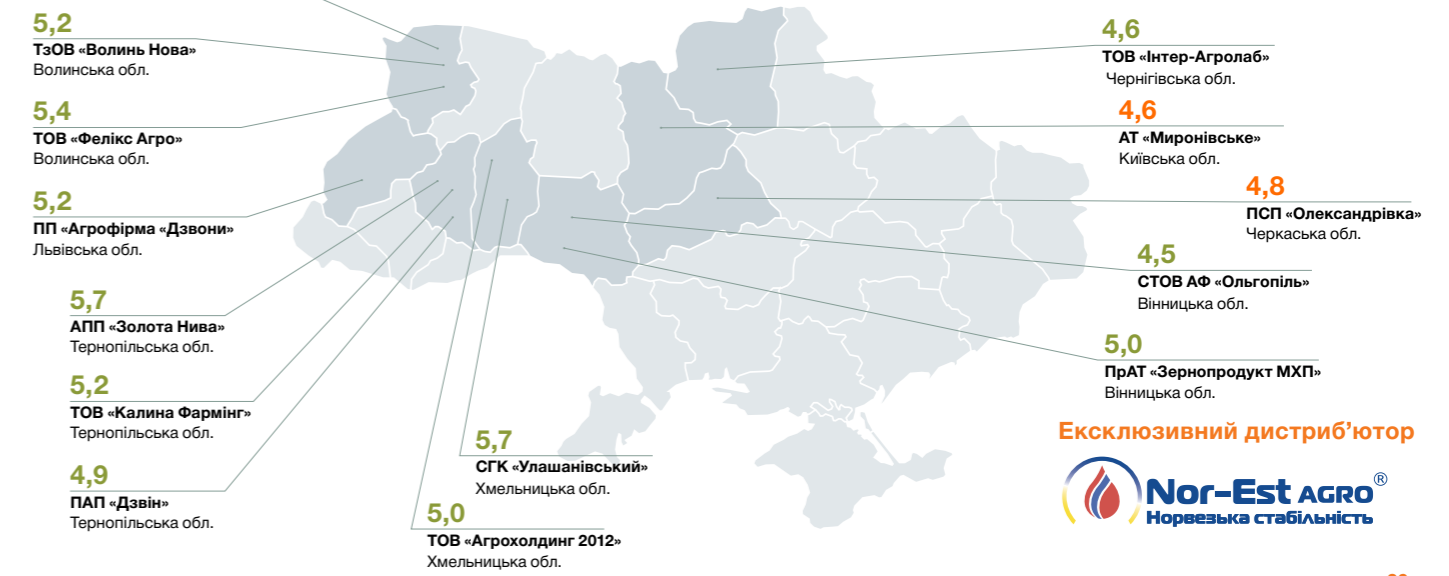 5,2
ТзОВ «Волинь Нова»
Волинська обл.
5,4
ТОВ «Фелікс Агро»
Волинська обл.
5,2
ПП «Агрофірма «Дзвони»
Львівська обл.
5,7
АПП «Золота Нива»
Тернопільська обл.
5,2
ТОВ «Калина Фармінг»
Тернопільська обл.
4,9
ПАП «Дзвін»
Тернопільська обл.
5,7
СГК «Улашанівський»
Хмельницька обл.
5,0
ТОВ «Агрохолдинг 2012»
Хмельницька обл.
4,6
ТОВ «Інтер-Агролаб»
Чернігівська обл.
4,6
АТ «Миронівське»
Київська обл.
4,8
ПСП «Олександрівка»
Черкаська обл.
4,5
СТОВ АФ «Ольгопіль»
Вінницька обл.
5,0
ПрАТ «Зернопродукт МХП»
Вінницька обл.
Ексклюзивний дистриб’ютор
Nor-Est AGRO®
Норвезька стабільність